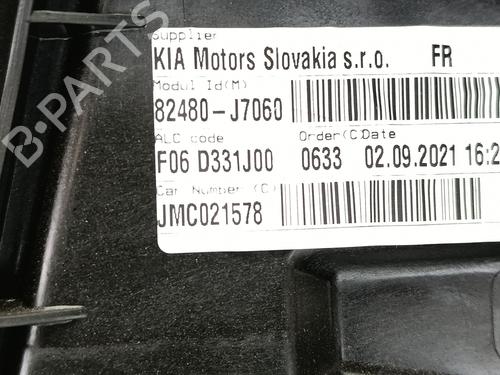 Supplier
KIA Motors Slovakia s.r.o. FR
Modul Id(M)
82480-J7060
ALC code Order(C)Date
F06 D331J00 0633 02.09.2021 16:2
Car Number (C)
JMC021578
B-PARTS